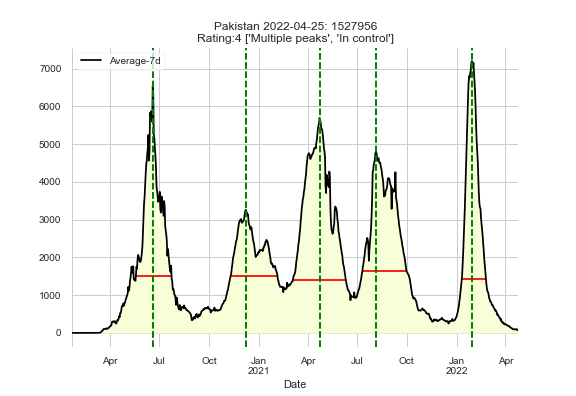 Pakistan 2022-04-25: 1527956
Rating:4 ['Multiple peaks', 'In control']
Average-7d
7000
6000
5000
4000
3000
2000
1000
0
Apr Jul Oct Jan Apr Jul Oct Jan Apr
2021 2022
Date